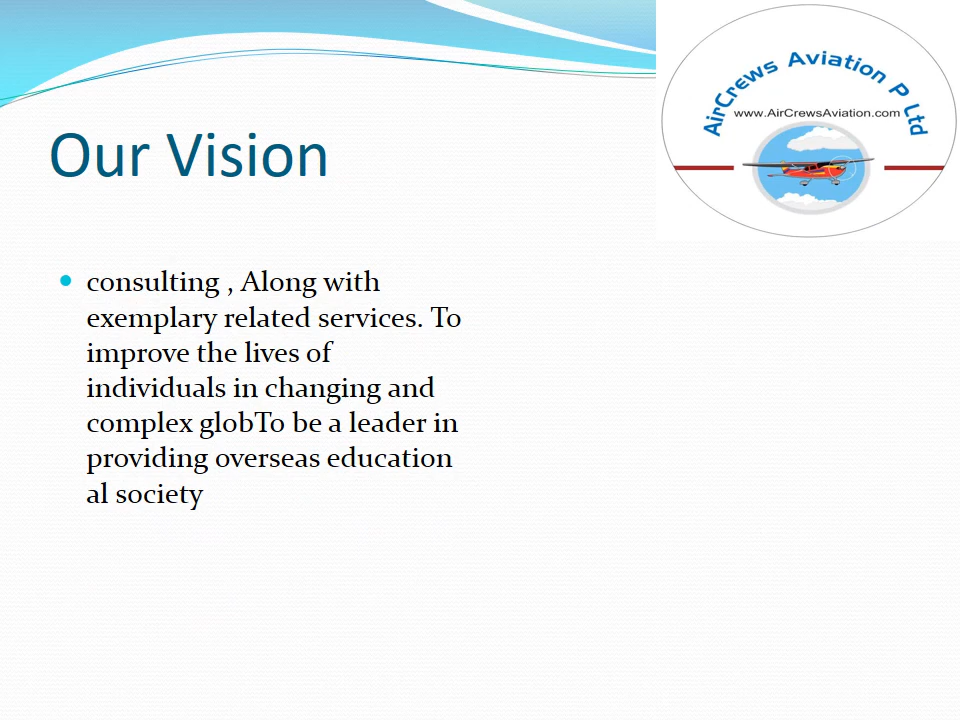 AirCrews Aviation P Ltd
www.AirCrewsAviation.com
Our Vision
consulting , Along with
exemplary related services. To
improve the lives of
individuals in changing and
complex globTo be a leader in
providing overseas education
al society